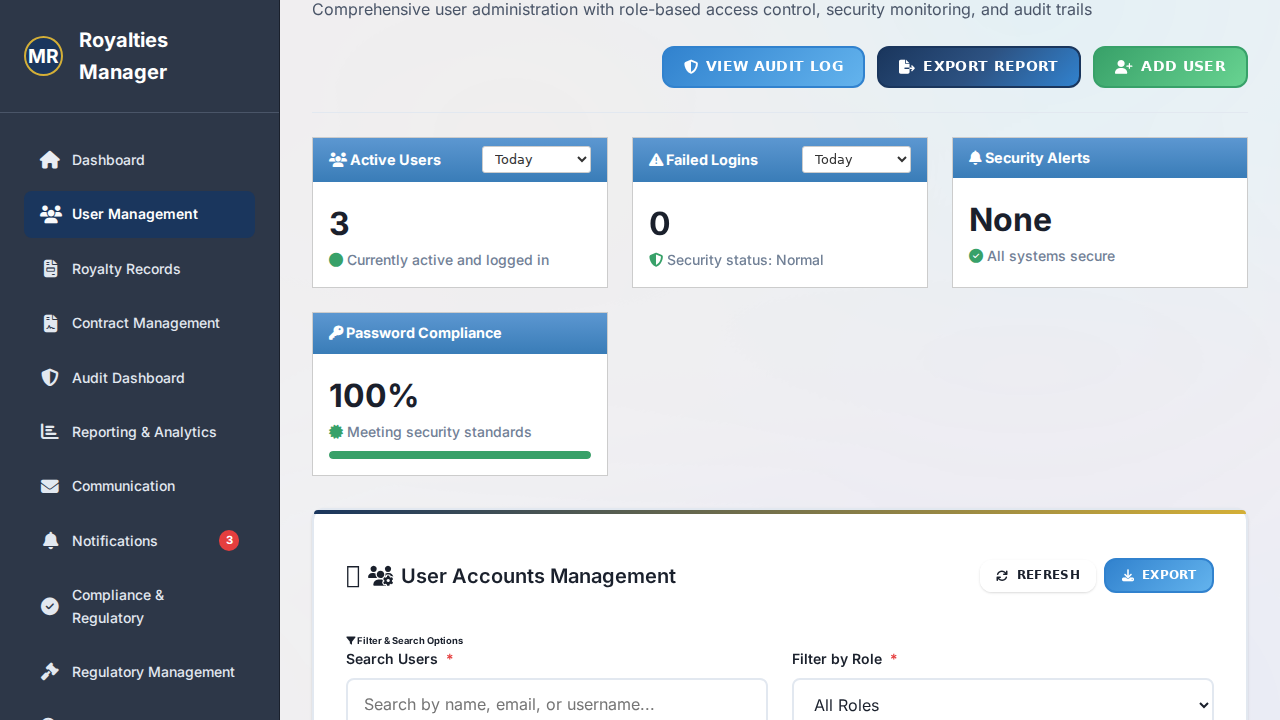 MR
Royalties
Manager
Dashboard
User Management
Royalty Records
Contract Management
Audit Dashboard
Reporting & Analytics
Communication
Notifications
3
Compliance &
Regulatory
Regulatory Management
Comprehensive user administration with role-based access control, security monitoring, and audit trails
VIEW AUDIT LOG
EXPORT REPORT
ADD USER
Active Users
Today
3
Currently active and logged in
Failed Logins
Today
0
Security status: Normal
Security Alerts
None
All systems secure
Password Compliance
100%
Meeting security standards
User Accounts Management
REFRESH
EXPORT
Filter & Search Options
Search Users *
Search by name, email, or username...
Filter by Role *
All Roles